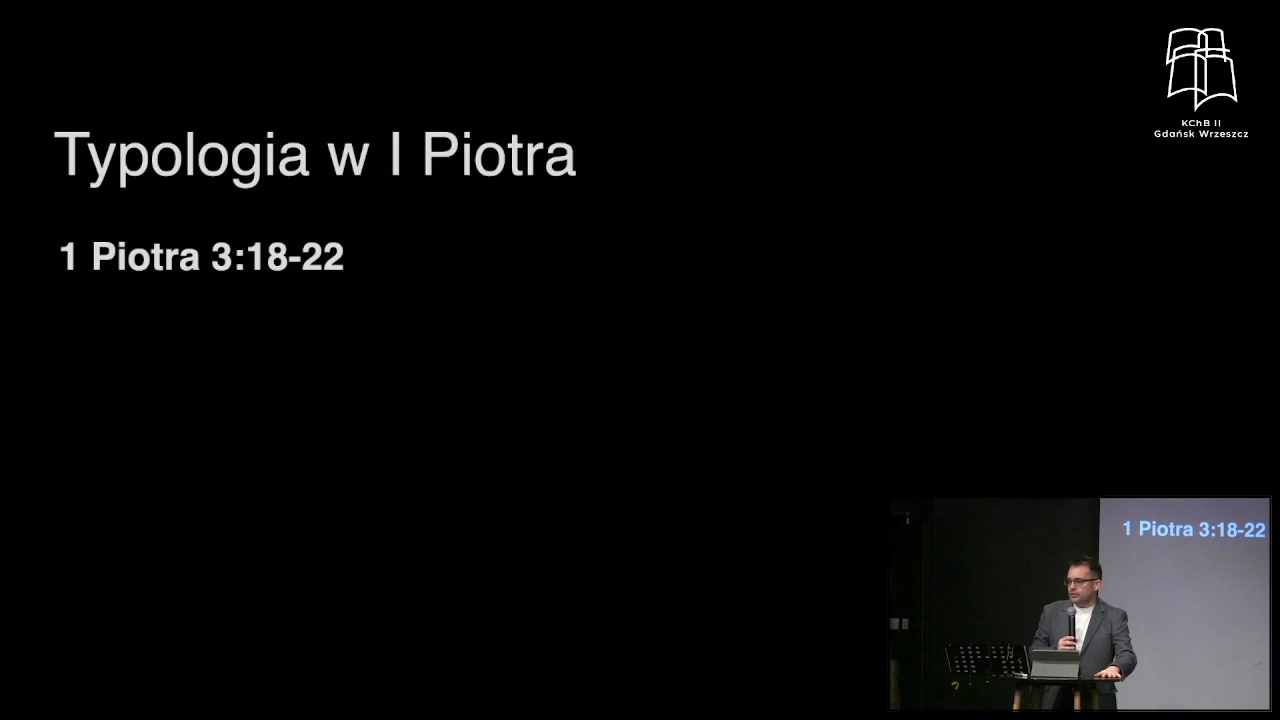 Typologia w I Piotra
1 Piotra 3:18-22
KChB II
Gdańsk Wrzeszcz
1 Piotra 3:18-22